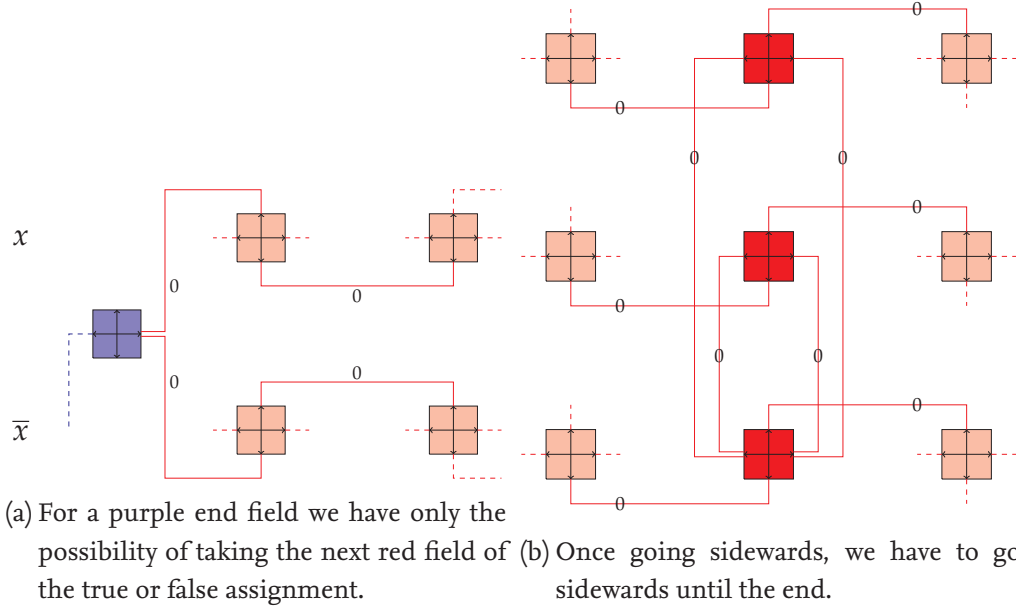 0
0
0 0
x
0
0
0
0
0
0 0
0
x̅
0
0
(a) For a purple end field we have only the
possibility of taking the next red field of
the true or false assignment.
(b) Once going sidewards, we have to go
sidewards until the end.